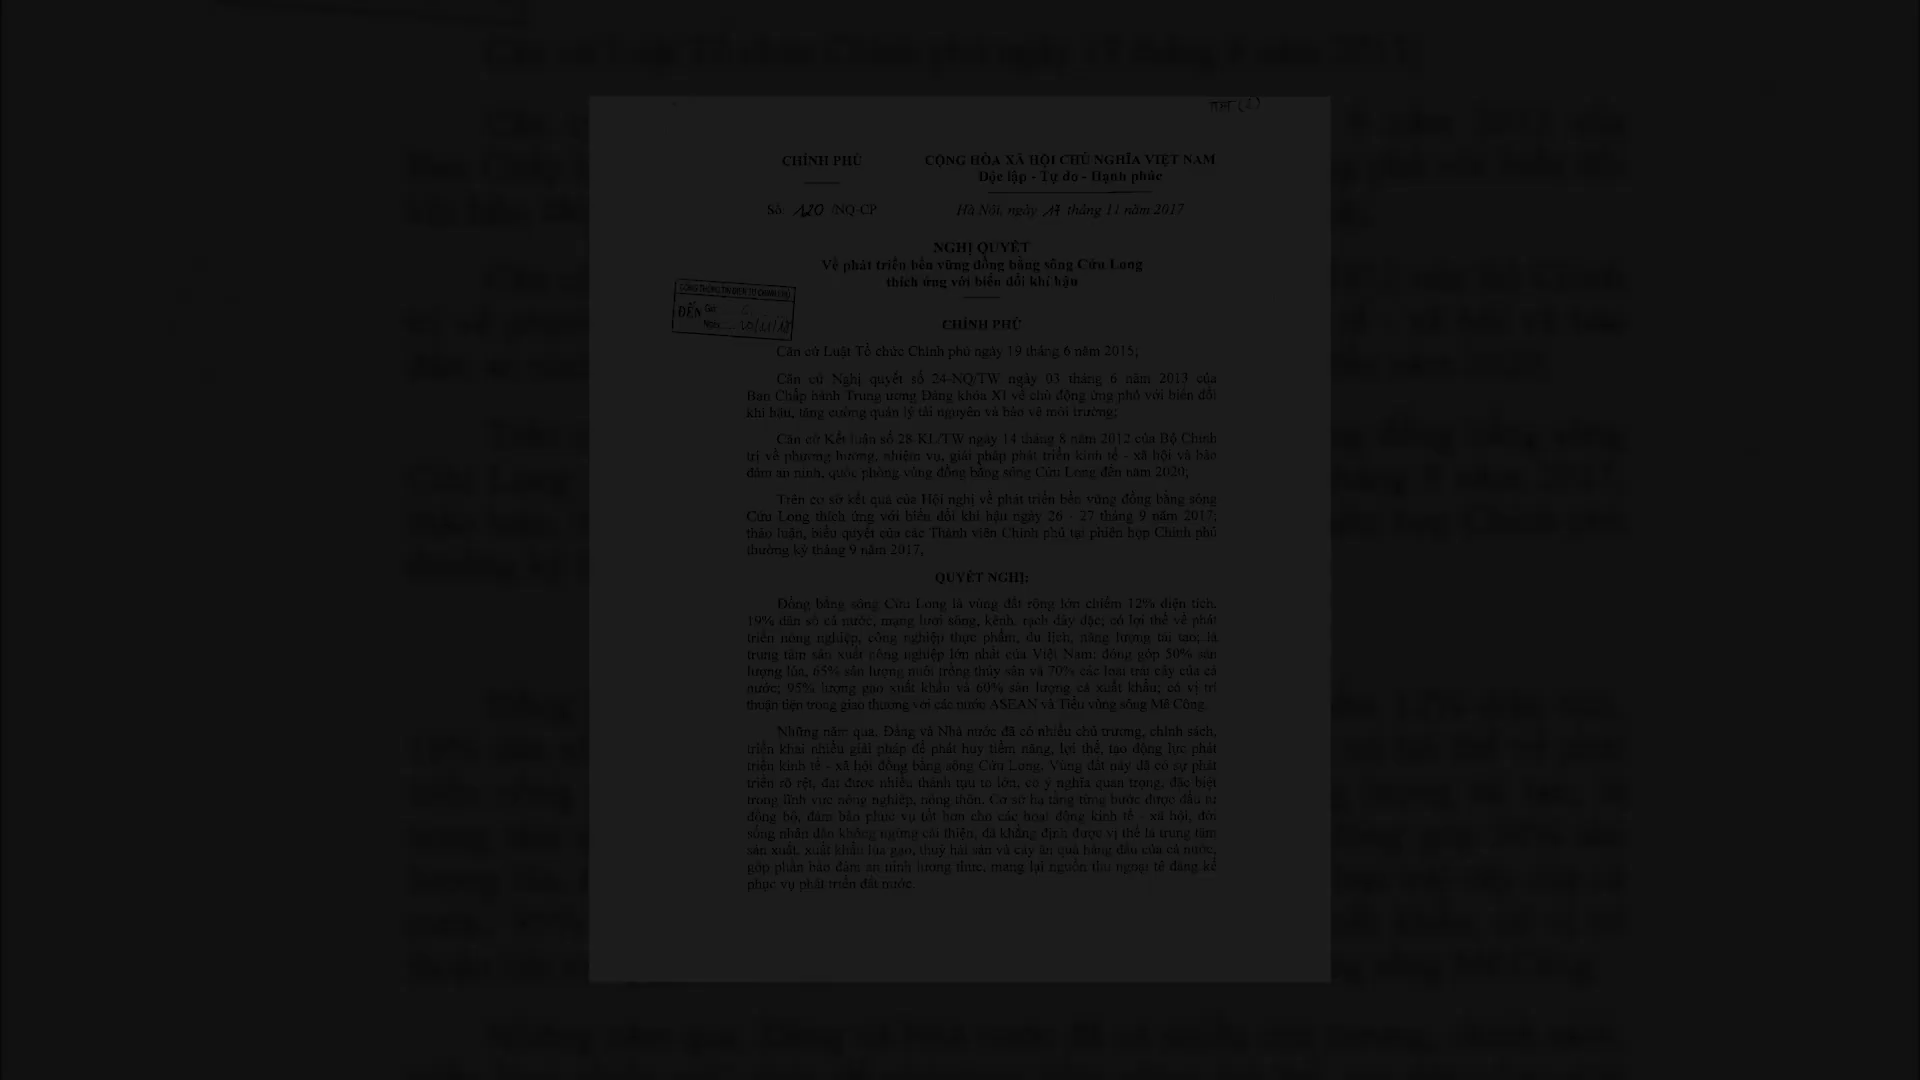 CHÍNH PHỦ
CỘNG HÒA XÃ HỘI CHỦ NGHĨA VIỆT NAM
Độc lập - Tự do - Hạnh phúc
Số: 120 /NQ-CP
Hà Nội, ngày 17 tháng 11 năm 2017
NGHỊ QUYẾT
Về phát triển bền vững đồng bằng sông Cửu Long
thích ứng với biến đổi khí hậu
CỔNG THÔNG TIN ĐIỆN TỬ CHÍNH PHỦ
ĐẾN
CHÍNH PHỦ
Căn cứ Luật Tổ chức Chính phủ ngày 19 tháng 6 năm 2015;
Căn cứ Nghị quyết số 24-NQ/TW ngày 03 tháng 6 năm 2013 của
Ban Chấp hành Trung ương Đảng khóa XI về chủ động ứng phó với biến đổi
khí hậu, tăng cường quản lý tài nguyên và bảo vệ môi trường;
Căn cứ Kết luận số 28-KL/TW ngày 14 tháng 8 năm 2012 của Bộ Chính
trị về phương hướng, nhiệm vụ, giải pháp phát triển kinh tế - xã hội và bảo
đảm an ninh, quốc phòng vùng đồng bằng sông Cửu Long đến năm 2020;
Trên cơ sở kết quả của Hội nghị về phát triển bền vững đồng bằng sông
Cửu Long thích ứng với biến đổi khí hậu ngày 26 - 27 tháng 9 năm 2017;
thảo luận, biểu quyết của các Thành viên Chính phủ tại phiên họp Chính phủ
thường kỳ tháng 9 năm 2017,
QUYẾT NGHỊ:
Đồng bằng sông Cửu Long là vùng đất rộng lớn chiếm 12% diện tích,
19% dân số cả nước, mạng lưới sông, kênh, rạch dày đặc; có lợi thế về phát
triển nông nghiệp, công nghiệp thực phẩm, du lịch, năng lượng tái tạo; là
trung tâm sản xuất nông nghiệp lớn nhất của Việt Nam: đóng góp 50% sản
lượng lúa, 65% sản lượng nuôi trồng thủy sản và 70% các loại trái cây của cả
nước; 95% lượng gạo xuất khẩu và 60% sản lượng cá xuất khẩu; có vị trí
thuận tiện trong giao thương với các nước ASEAN và Tiểu vùng sông Mê Công.
Những năm qua, Đảng và Nhà nước đã có nhiều chủ trương, chính sách,
triển khai nhiều giải pháp để phát huy tiềm năng, lợi thế, tạo động lực phát
triển kinh tế - xã hội đồng bằng sông Cửu Long. Vùng đất này đã có sự phát
triển rõ rệt, đạt được nhiều thành tựu to lớn, có ý nghĩa quan trọng, đặc biệt
trong lĩnh vực nông nghiệp, nông thôn. Cơ sở hạ tầng từng bước được đầu tư
đồng bộ, đảm bảo phục vụ tốt hơn cho các hoạt động kinh tế - xã hội, đời
sống nhân dân không ngừng cải thiện, đã khẳng định được vị thế là trung tâm
sản xuất, xuất khẩu lúa gạo, thuỷ hải sản và cây ăn quả hàng đầu của cả nước,
góp phần bảo đảm an ninh lương thực, mang lại nguồn thu ngoại tệ đáng kể
phục vụ phát triển đất nước.